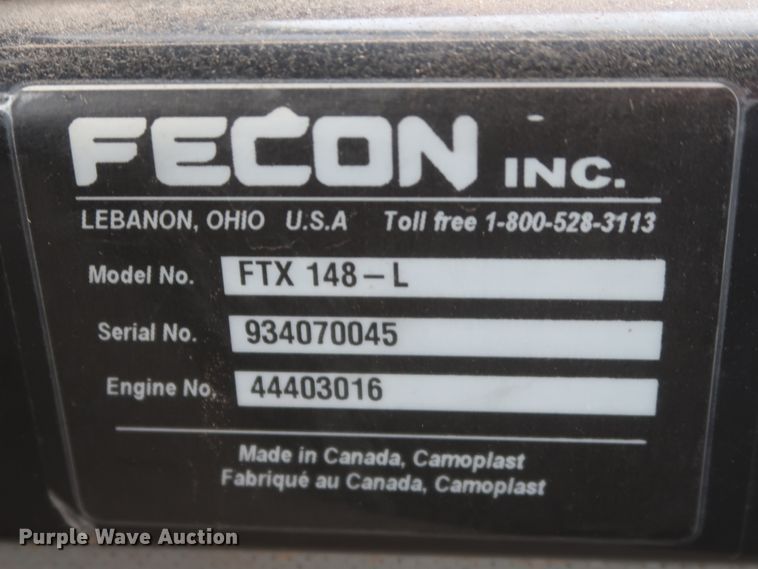 FECON INC.
LEBANON, OHIO U.S.A Toll free 1-800-528-3113
Model No. FTX 148-L
Serial No. 934070045
Engine No. 44403016
Made in Canada, Camoplast
Fabriqué au Canada, Camoplast
Purple Wave Auction